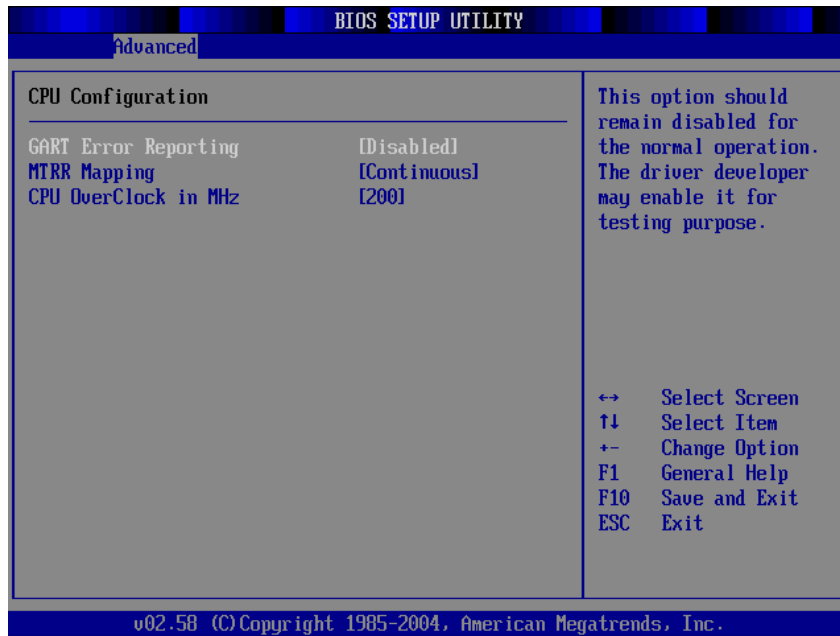 BIOS SETUP UTILITY
Advanced
CPU Configuration
GART Error Reporting [Disabled]
MTRR Mapping [Continuous]
CPU OverClock in MHz [200]
This option should
remain disabled for
the normal operation.
The driver developer
may enable it for
testing purpose.
←→ Select Screen
↑↓ Select Item
+- Change Option
F1 General Help
F10 Save and Exit
ESC Exit
v02.58 (C)Copyright 1985-2004, American Megatrends, Inc.